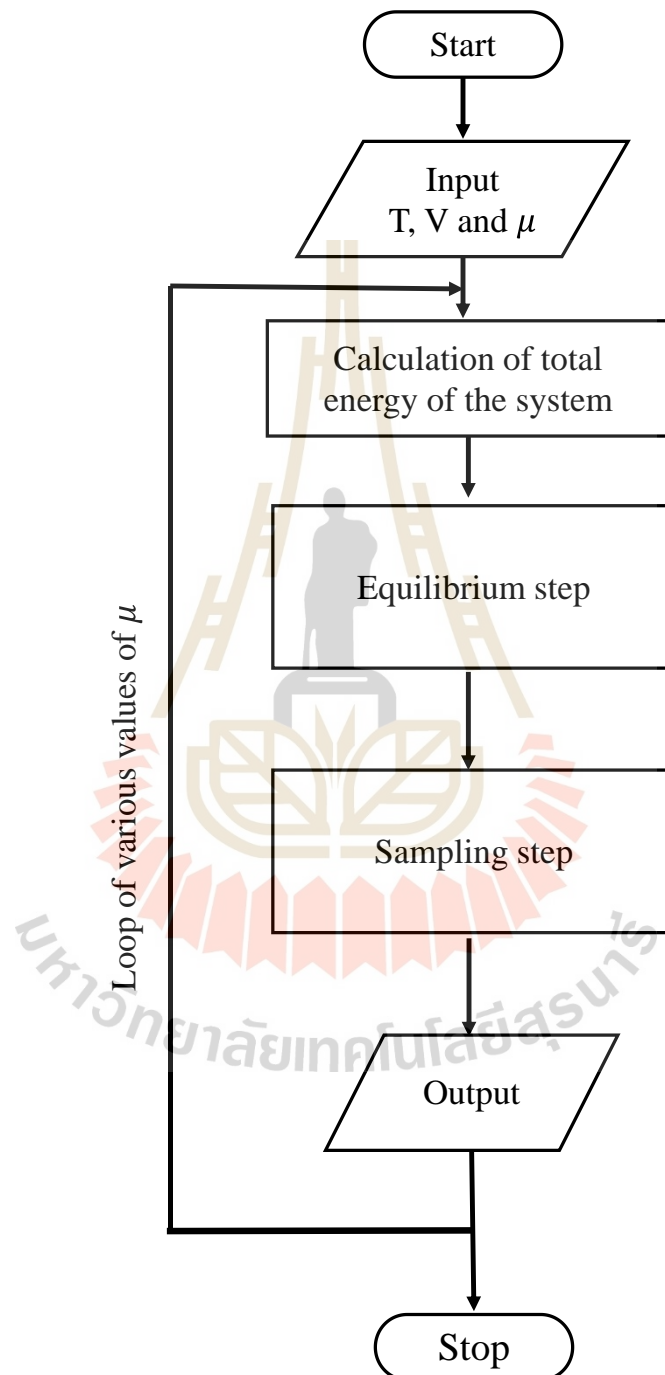 Start
Input
T, V and μ
Calculation of total
energy of the system
Equilibrium step
Loop of various values of μ
Sampling step
มหาวิทยาลัยเทคโนโลยีสุรนารี
Output
Stop